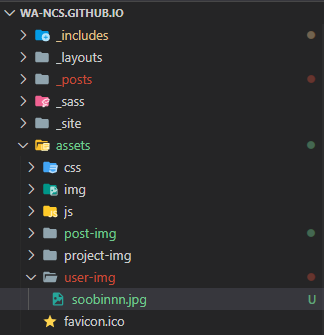 WA-NCS.GITHUB.IO
_includes
_layouts
_posts
_sass
_site
assets
css
img
js
post-img
project-img
user-img
soobinnn.jpg U
favicon.ico